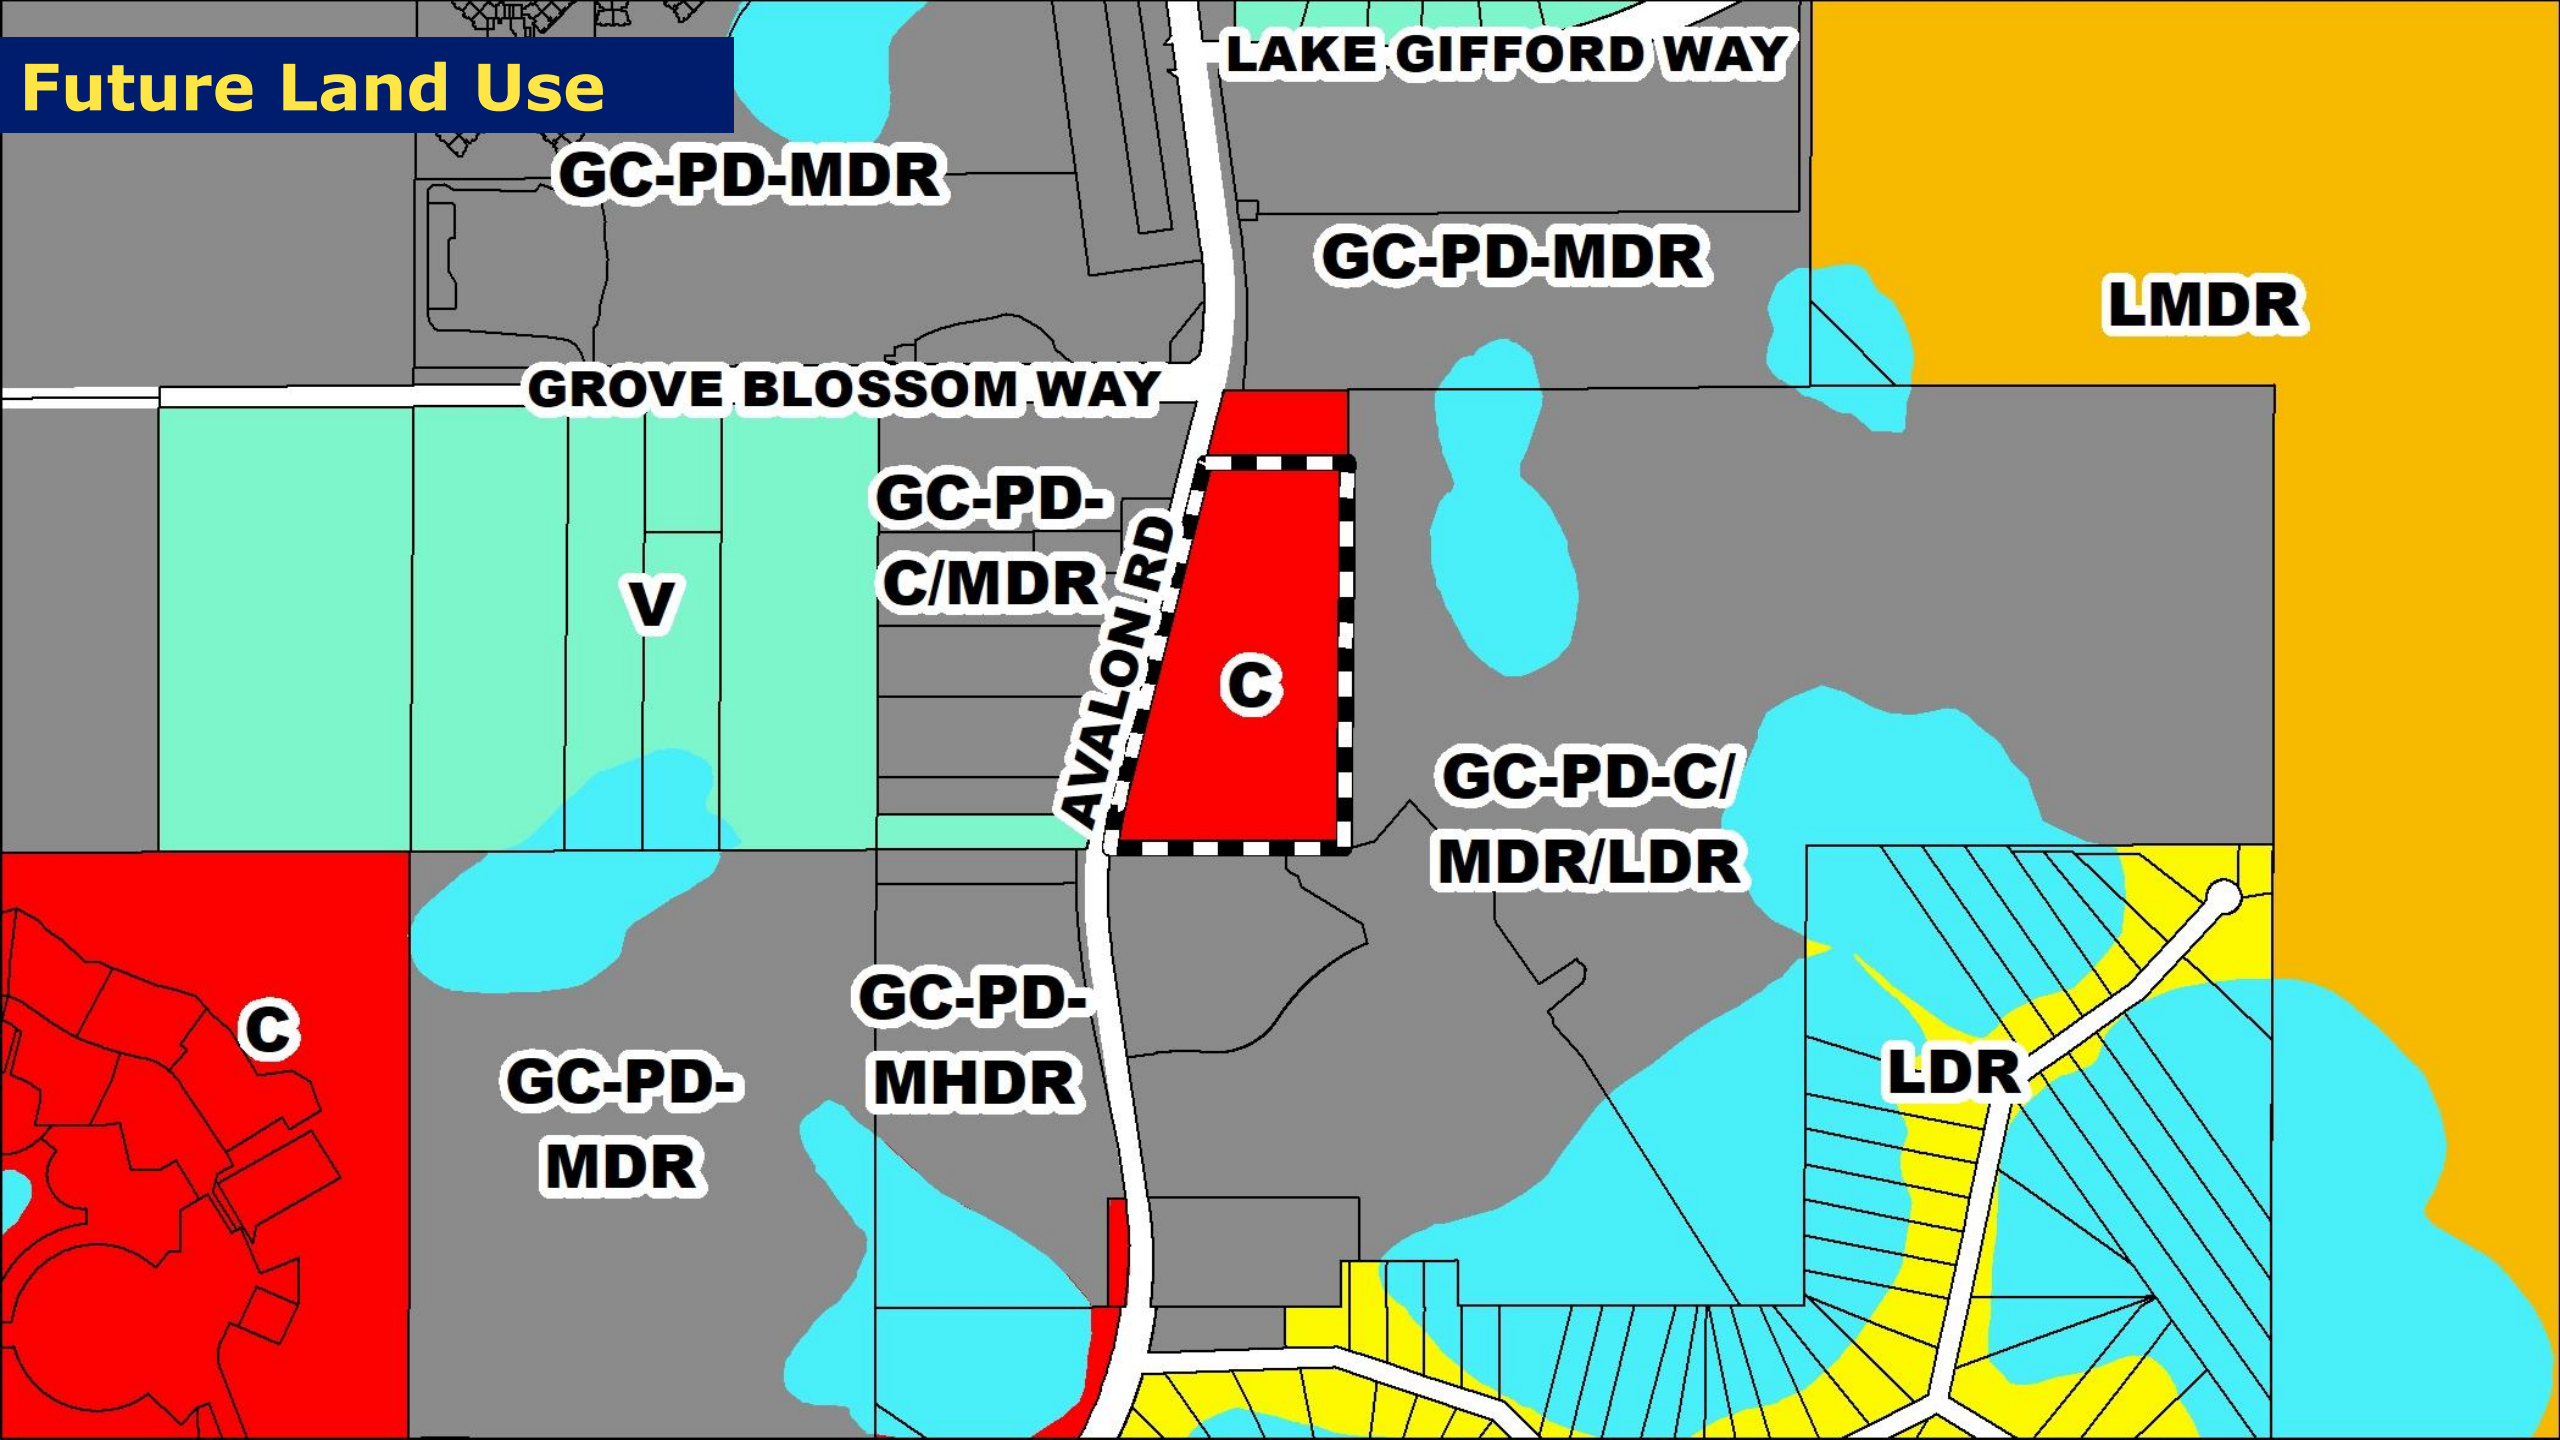 LAKE GIFFORD WAY
Future Land Use
GC-PD-MDR
GC-PD-MDR
LMDR
GROVE BLOSSOM WAY
GC-PD-
C/MDR
V
AVALON RD
C
GC-PD-C/
MDR/LDR
C
GC-PD-
MHDR
GC-PD-
MDR
LDR